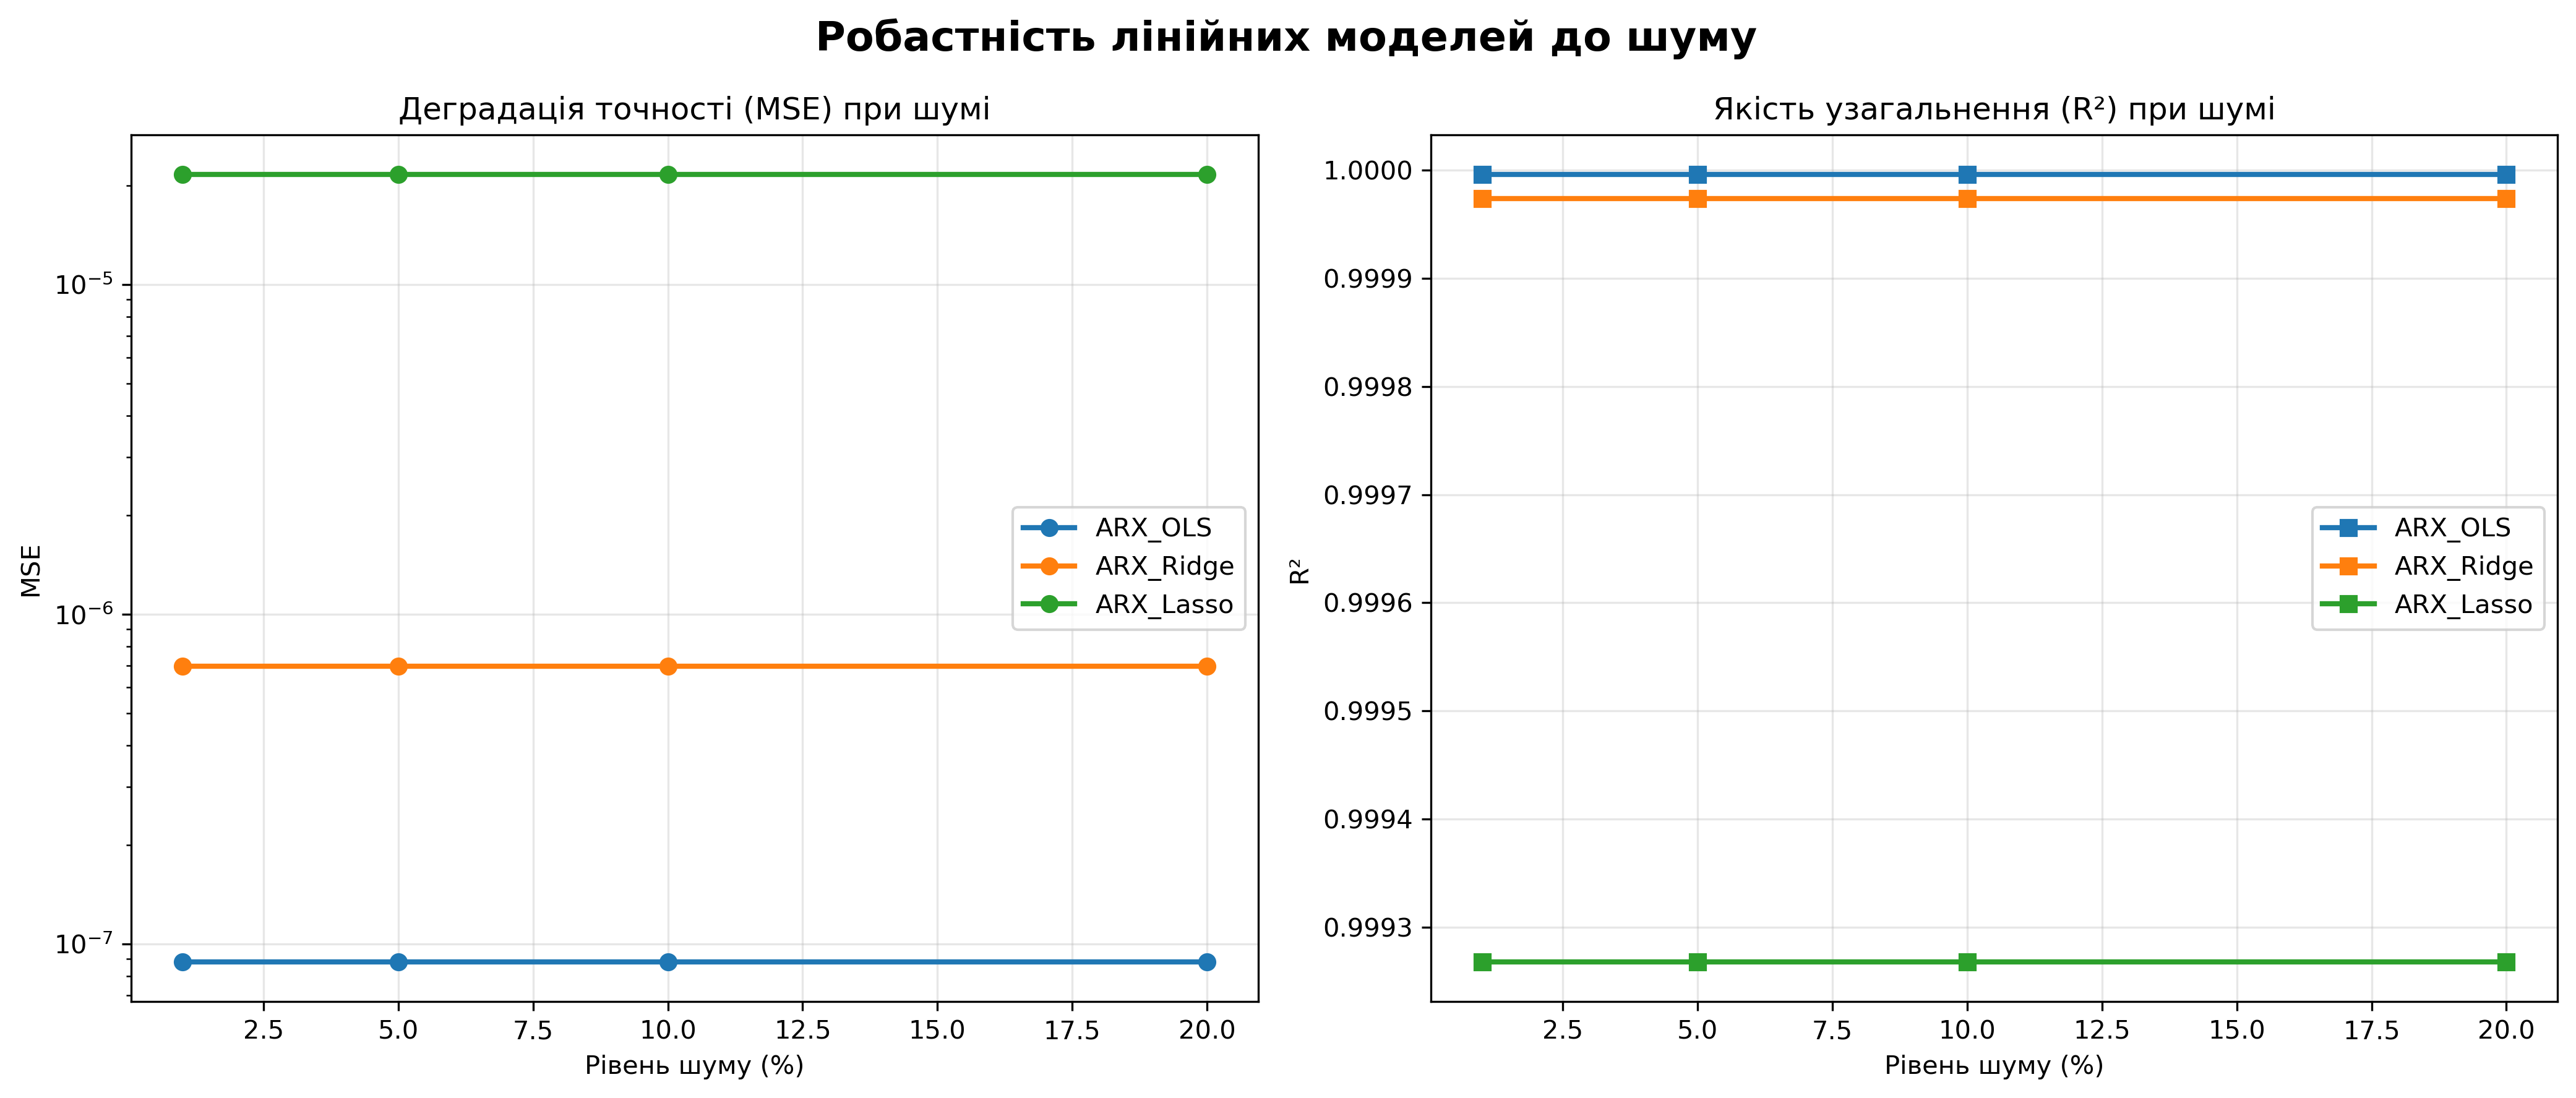 Робастність лінійних моделей до шуму
Деградація точності (MSE) при шумі
MSE
10⁻⁵
10⁻⁶
10⁻⁷
ARX_OLS
ARX_Ridge
ARX_Lasso
2.5 5.0 7.5 10.0 12.5 15.0 17.5 20.0
Рівень шуму (%)
Якість узагальнення (R²) при шумі
R²
1.0000
0.9999
0.9998
0.9997
0.9996
0.9995
0.9994
0.9993
ARX_OLS
ARX_Ridge
ARX_Lasso
2.5 5.0 7.5 10.0 12.5 15.0 17.5 20.0
Рівень шуму (%)